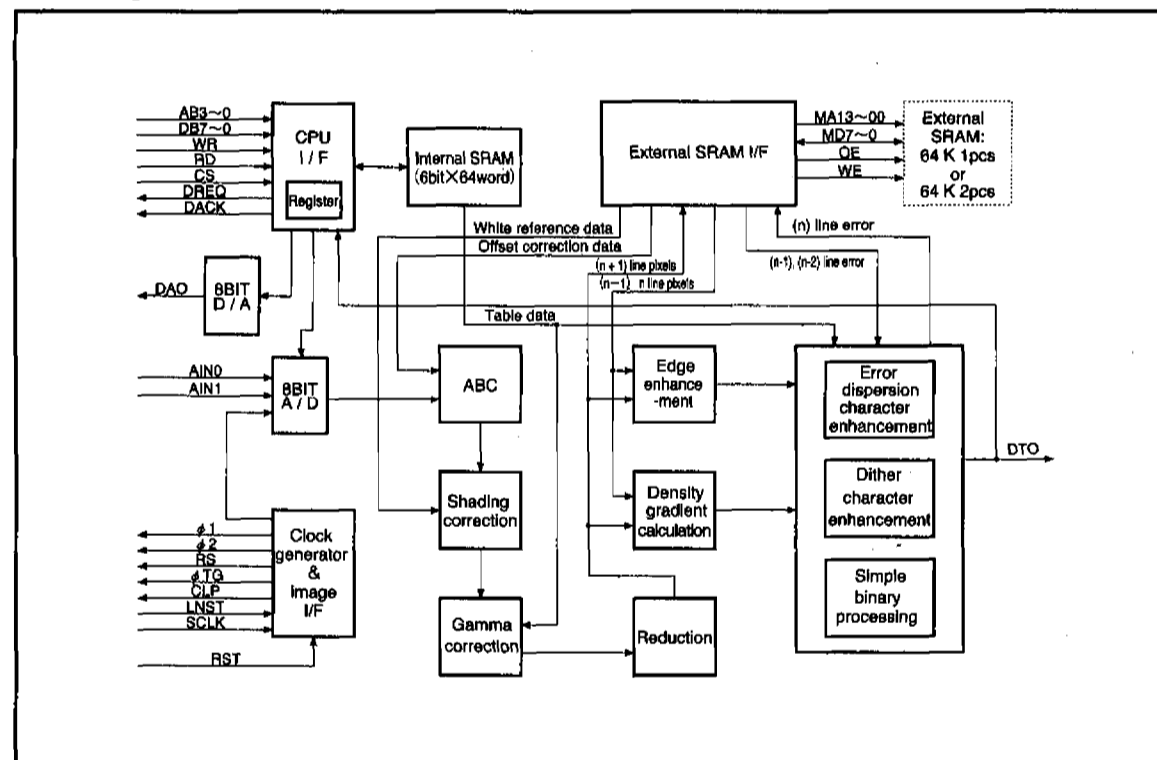 AB3~0
DB7~0
WR
RD
CS
DREQ
DACK
CPU
I / F
Register
Internal SRAM
(6bit×64word)
External SRAM I/F
MA13~00
MD7~0
OE
WE
External
SRAM:
64 K 1pcs
or
64 K 2pcs
White reference data
Offset correction data
(n+1) line pixels
(n−1) n line pixels
(n) line error
(n-1), (n-2) line error
DAO
8BIT
D / A
Table data
AIN0
AIN1
8BIT
A / D
ABC
Edge
enhance
-ment
Error
dispersion
character
enhancement
DTO
Shading
correction
Density
gradient
calculation
Dither
character
enhancement
ϕ1
ϕ2
RS
ϕTG
CLP
LNST
SCLK
RST
Clock
generator
&
image
I/F
Gamma
correction
Reduction
Simple
binary
processing